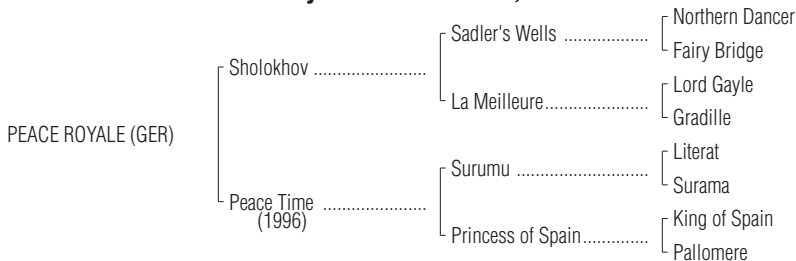 Northern Dancer
Sadler's Wells ...................
Fairy Bridge
Sholokhov .........................
Lord Gayle
La Meilleure.......................
Gradille
PEACE ROYALE (GER)
Literat
Surumu .............................
Surama
Peace Time .......................
(1996)
King of Spain
Princess of Spain...............
Pallomere